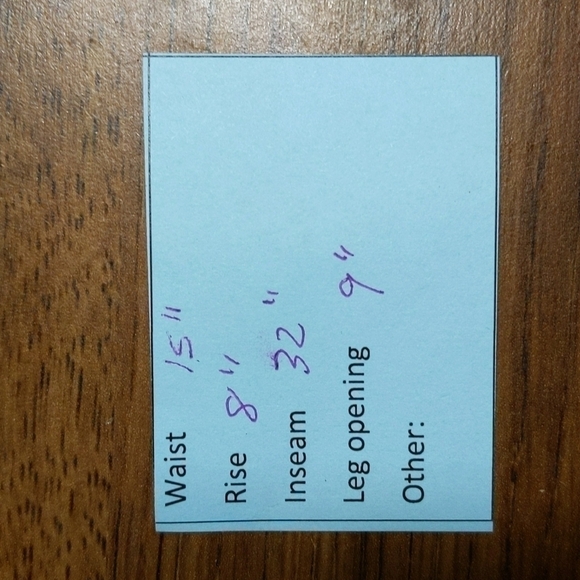 Waist 15"
Rise 8"
Inseam 32"
Leg opening 9"
Other: